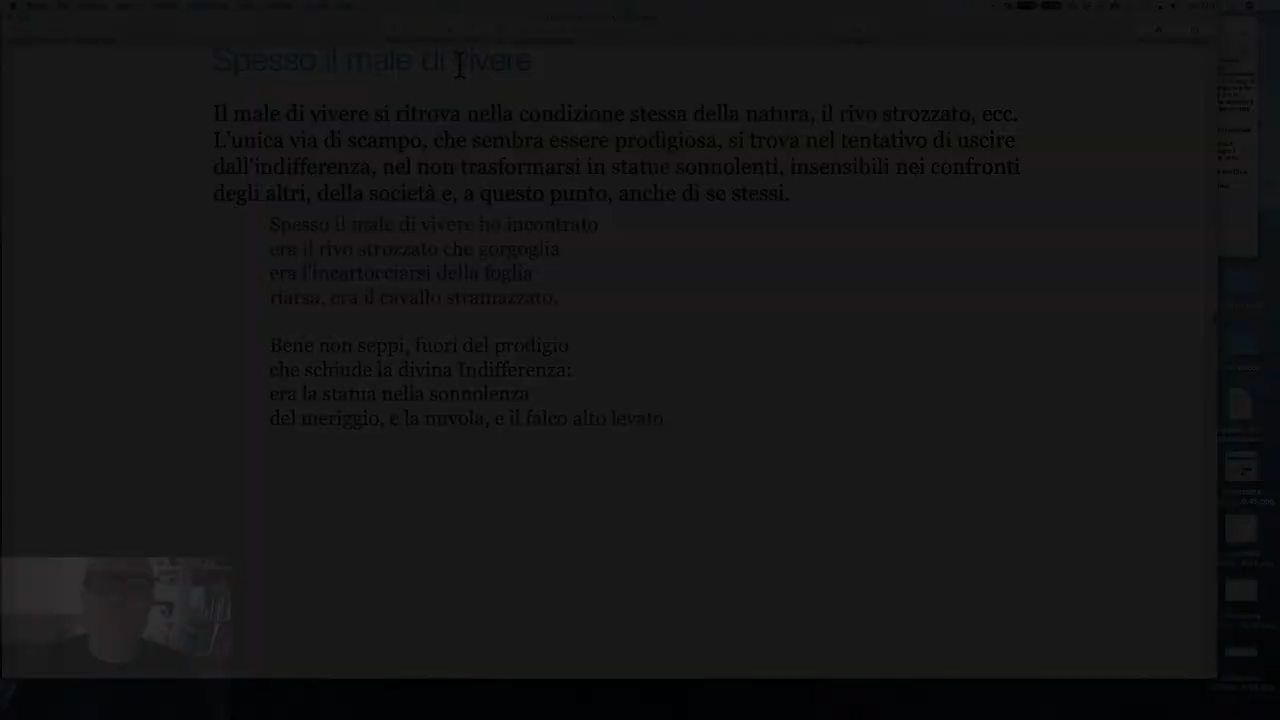 Spesso il male di vivere
Il male di vivere si ritrova nella condizione stessa della natura, il rivo strozzato, ecc.
L'unica via di scampo, che sembra essere prodigiosa, si trova nel tentativo di uscire
dall'indifferenza, nel non trasformarsi in statue sonnolenti, insensibili nei confronti
degli altri, della società e, a questo punto, anche di se stessi.
Spesso il male di vivere ho incontrato
era il rivo strozzato che gorgoglia
era l'incartocciarsi della foglia
riarsa, era il cavallo stramazzato.
Bene non seppi, fuori del prodigio
che schiude la divina Indifferenza:
era la statua nella sonnolenza
del meriggio, e la nuvola, e il falco alto levato